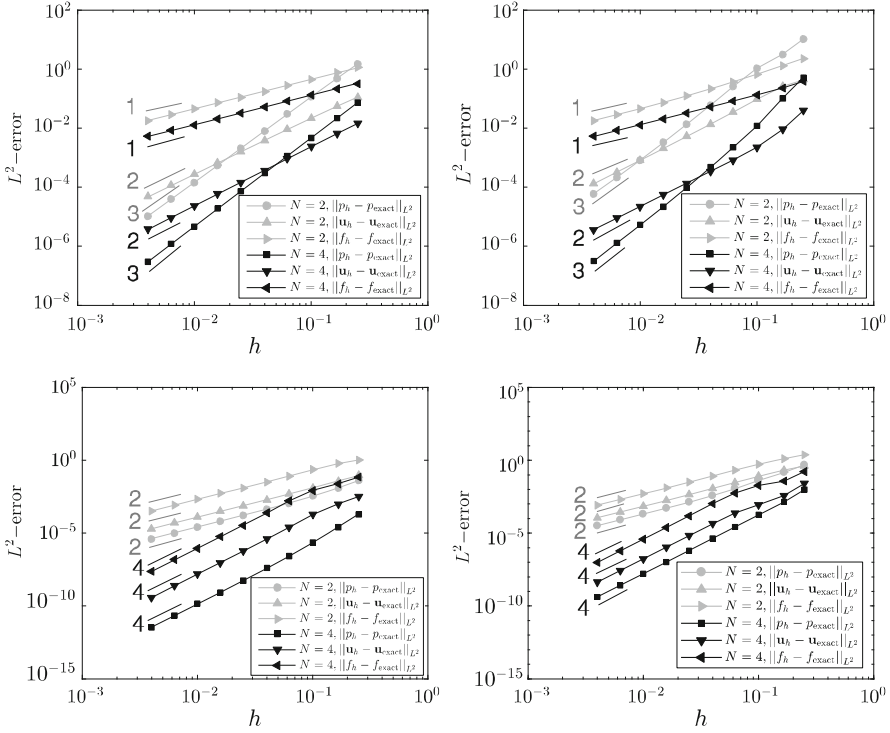 10^2
10^0
10^−2
10^−4
10^−6
10^−8
L^2−error
1
1
2
3
2
3
N = 2, ||p_h − p_exact||_{L^2}
N = 2, ||u_h − u_exact||_{L^2}
N = 2, ||f_h − f_exact||_{L^2}
N = 4, ||p_h − p_exact||_{L^2}
N = 4, ||u_h − u_exact||_{L^2}
N = 4, ||f_h − f_exact||_{L^2}
10^−3 10^−2 10^−1 10^0
h
10^2
10^0
10^−2
10^−4
10^−6
10^−8
L^2−error
1
1
2
3
2
3
N = 2, ||p_h − p_exact||_{L^2}
N = 2, ||u_h − u_exact||_{L^2}
N = 2, ||f_h − f_exact||_{L^2}
N = 4, ||p_h − p_exact||_{L^2}
N = 4, ||u_h − u_exact||_{L^2}
N = 4, ||f_h − f_exact||_{L^2}
10^−3 10^−2 10^−1 10^0
h
10^5
10^0
10^−5
10^−10
10^−15
L^2−error
2
2
2
4
4
4
N = 2, ||p_h − p_exact||_{L^2}
N = 2, ||u_h − u_exact||_{L^2}
N = 2, ||f_h − f_exact||_{L^2}
N = 4, ||p_h − p_exact||_{L^2}
N = 4, ||u_h − u_exact||_{L^2}
N = 4, ||f_h − f_exact||_{L^2}
10^−3 10^−2 10^−1 10^0
h
10^5
10^0
10^−5
10^−10
10^−15
L^2−error
2
2
2
4
4
4
N = 2, ||p_h − p_exact||_{L^2}
N = 2, ||u_h − u_exact||_{L^2}
N = 2, ||f_h − f_exact||_{L^2}
N = 4, ||p_h − p_exact||_{L^2}
N = 4, ||u_h − u_exact||_{L^2}
N = 4, ||f_h − f_exact||_{L^2}
10^−3 10^−2 10^−1 10^0
h